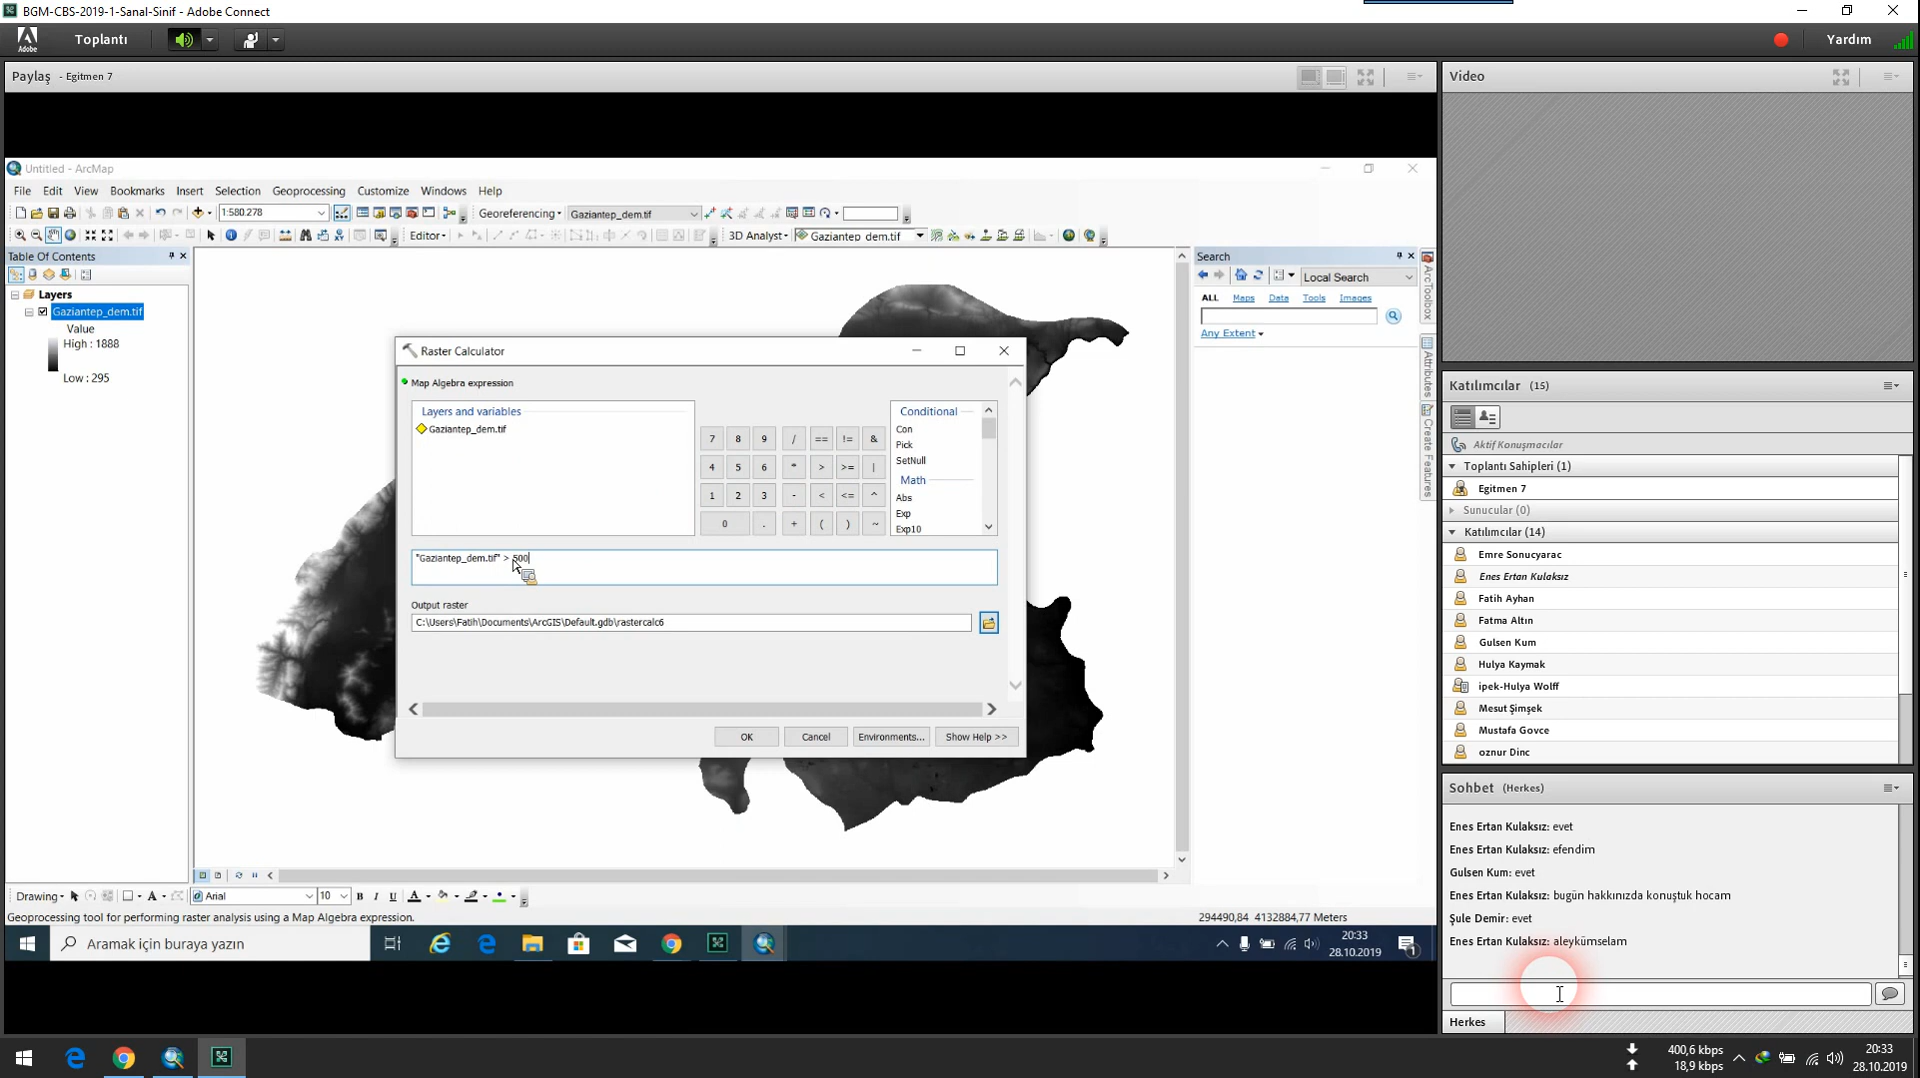 BGM-CBS-2019-1-Sanal-Sinif - Adobe Connect
Adobe
Toplantı
Yardım
Paylaş - Egitmen 7
Untitled - ArcMap
File Edit View Bookmarks Insert Selection Geoprocessing Customize Windows Help
1:580.278
Georeferencing
Gaziantep_dem.tif
Editor
3D Analyst
Gaziantep_dem.tif
Table Of Contents
Layers
Gaziantep_dem.tif
Value
High : 1888
Low : 295
Raster Calculator
Map Algebra expression
Layers and variables
Gaziantep_dem.tif
7 8 9 / == != &
4 5 6 * > >= |
1 2 3 - < <= ^
0 . + ( ) ~
Conditional
Con
Pick
SetNull
Math
Abs
Exp
Exp10
"Gaziantep_dem.tif" > 500
Output raster
C:\Users\Fatih\Documents\ArcGIS\Default.gdb\rastercalc6
OK Cancel Environments... Show Help >>
Search
Local Search
ALL Maps Data Tools Images
Any Extent
ArcToolbox
Attributes
Create Features
Drawing
A
Arial
10
B I U A
Geoprocessing tool for performing raster analysis using a Map Algebra expression.
294490,84 4132884,77 Meters
Aramak için buraya yazın
20:33
28.10.2019
1
Video
Katılımcılar (15)
Aktif Konuşmacılar
Toplantı Sahipleri (1)
Egitmen 7
Sunucular (0)
Katılımcılar (14)
Emre Sonucyarac
Enes Ertan Kulaksız
Fatih Ayhan
Fatma Altın
Gulsen Kum
Hulya Kaymak
ipek-Hulya Wolff
Mesut Şimşek
Mustafa Govce
oznur Dinc
Sohbet (Herkes)
Enes Ertan Kulaksız: evet
Enes Ertan Kulaksız: efendim
Gulsen Kum: evet
Enes Ertan Kulaksız: bugün hakkınızda konuştuk hocam
Şule Demir: evet
Enes Ertan Kulaksız: aleykümselam
Herkes
400,6 kbps
18,9 kbps
20:33
28.10.2019